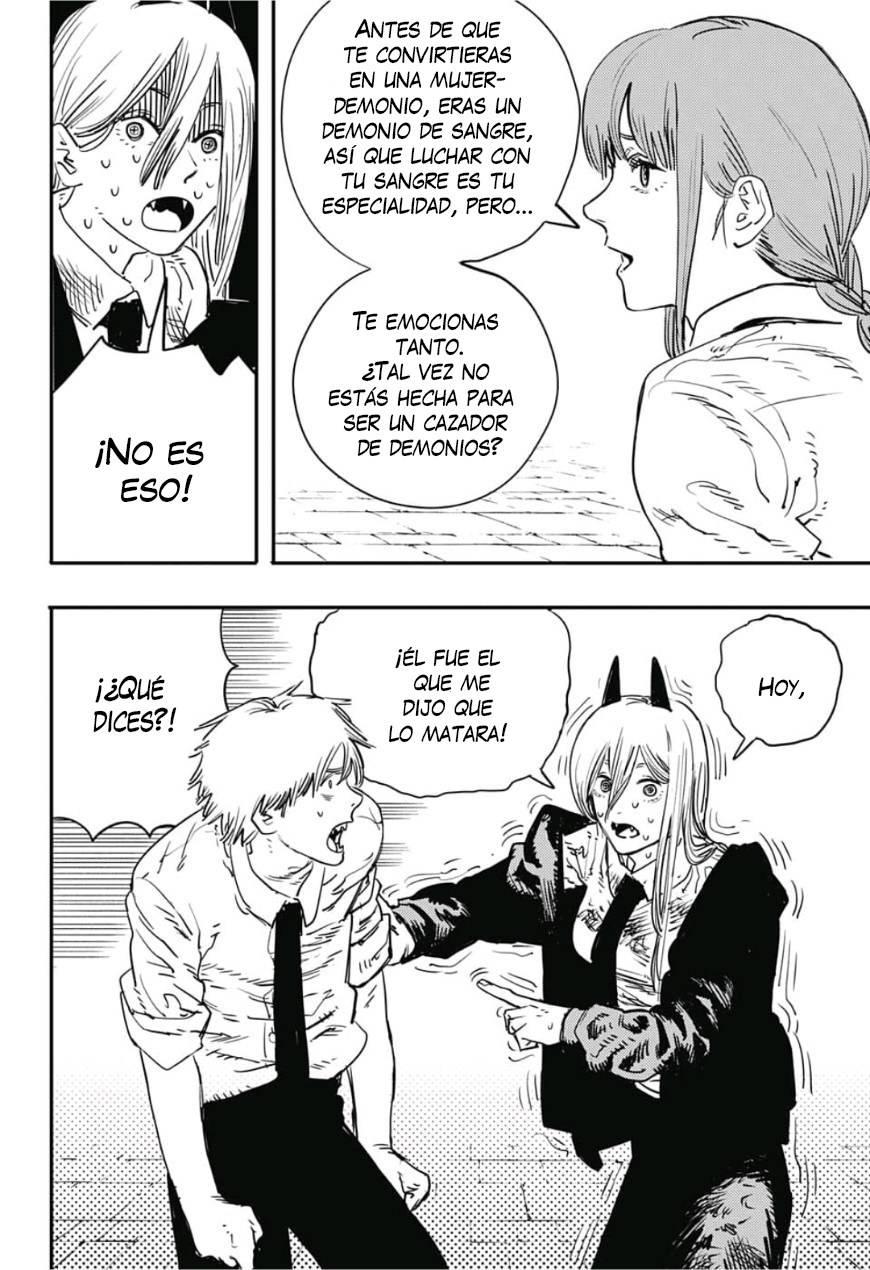 Antes de que
te convirtieras
en una mujer-
demonio, eras un
demonio de sangre,
así que luchar con
tu sangre es tu
especialidad, pero...
Te emocionas
tanto.
¿Tal vez no
estás hecha para
ser un cazador
de demonios?
¡No es
eso!
Hoy,
¡él fue el
que me
dijo que
lo matara!
¡¿Qué
dices?!